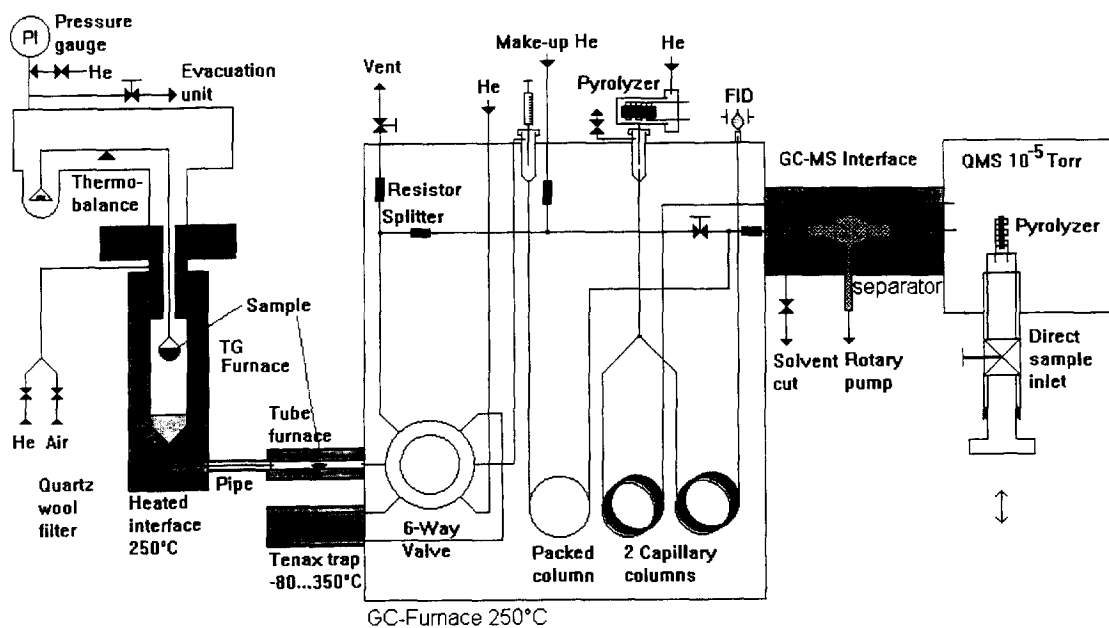 PI
Pressure
gauge
He
Evacuation
unit
Thermo-
balance
Sample
TG
Furnace
He Air
Quartz
wool
filter
Heated
interface
250°C
Pipe
Tube
furnace
Tenax trap
-80...350°C
Vent
He
Make-up He
Pyrolyzer
He
FID
Resistor
Splitter
6-Way
Valve
Packed
column
2 Capillary
columns
GC-Furnace 250°C
GC-MS Interface
separator
Solvent
cut
Rotary
pump
QMS 10⁻⁵ Torr
Pyrolyzer
Direct
sample
inlet